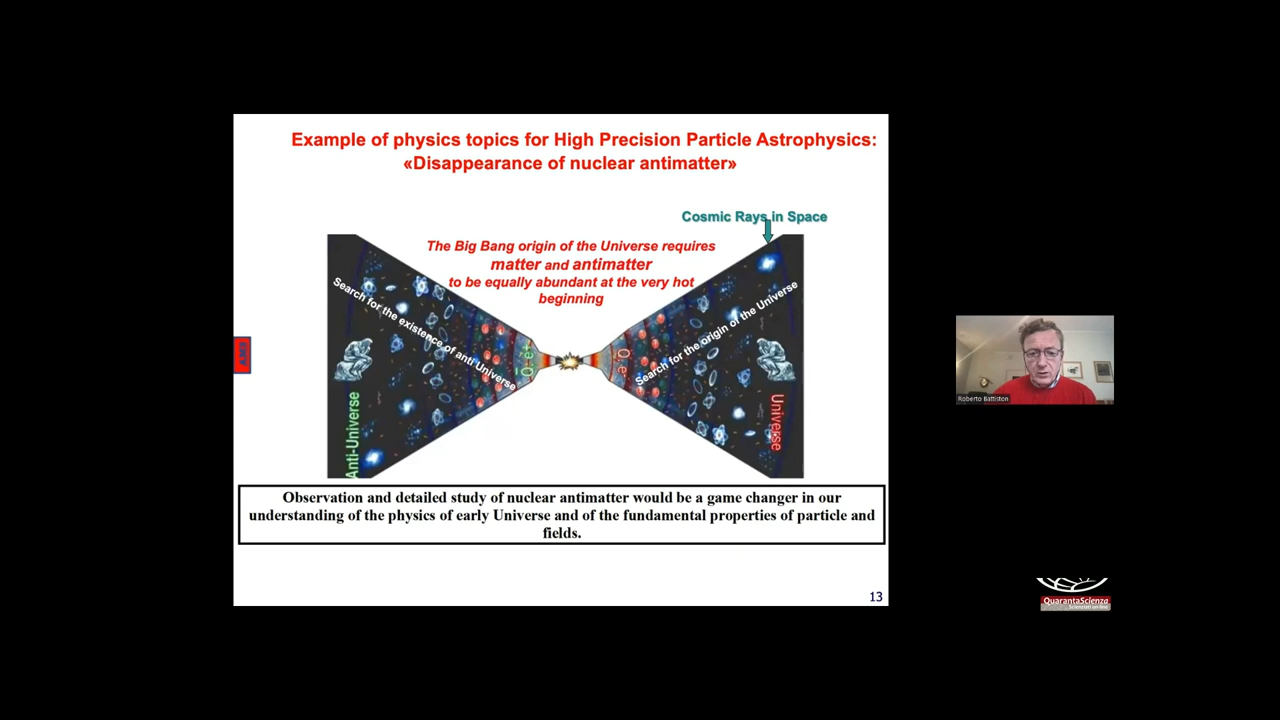 Example of physics topics for High Precision Particle Astrophysics:
«Disappearance of nuclear antimatter»
Cosmic Rays in Space
The Big Bang origin of the Universe requires
matter and antimatter
to be equally abundant at the very hot
beginning
Search for the existence of anti Universe
Search for the origin of the Universe
Anti-Universe
Universe
AMS
Observation and detailed study of nuclear antimatter would be a game changer in our
understanding of the physics of early Universe and of the fundamental properties of particle and
fields.
13
Roberto Battiston
QuarantaScienza
Scienziati on-line